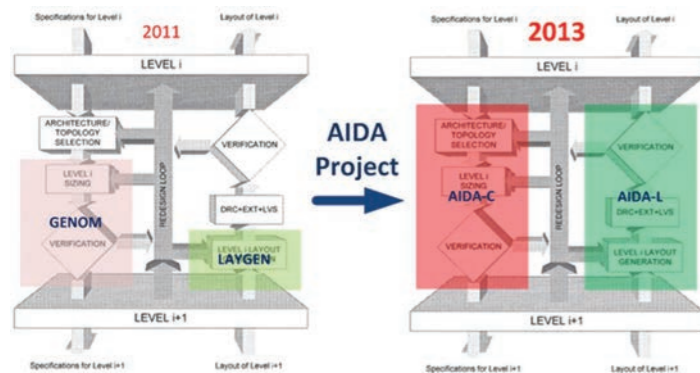 Specifications for Level i
Layout of Level i
2011
LEVEL i
ARCHITECTURE/
TOPOLOGY
SELECTION
VERIFICATION
LEVEL i
SIZING
REDESIGN LOOP
GENOM
DRC+EXT+LVS
VERIFICATION
LEVEL i LAYOUT
LAYGEN
LEVEL i+1
Specifications for Level i+1
Layout of Level i+1
AIDA
Project
Specifications for Level i
Layout of Level i
2013
LEVEL i
ARCHITECTURE/
TOPOLOGY
SELECTION
VERIFICATION
LEVEL i
SIZING
AIDA-C
REDESIGN LOOP
AIDA-L
DRC+EXT+LVS
VERIFICATION
LEVEL i LAYOUT
GENERATION
LEVEL i+1
Specifications for Level i+1
Layout of Level i+1